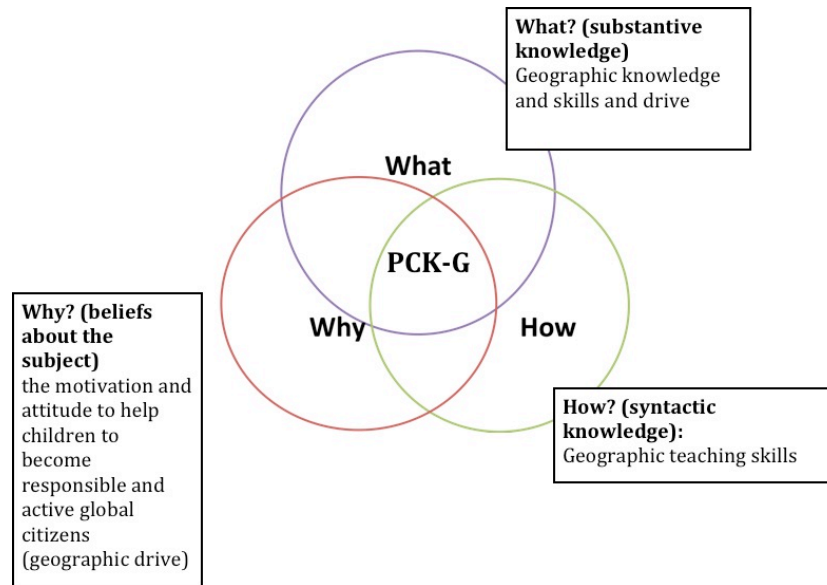 What? (substantive
knowledge)
Geographic knowledge
and skills and drive
What
PCK-G
Why
How
Why? (beliefs
about the
subject)
the motivation and
attitude to help
children to
become
responsible and
active global
citizens
(geographic drive)
How? (syntactic
knowledge):
Geographic teaching skills